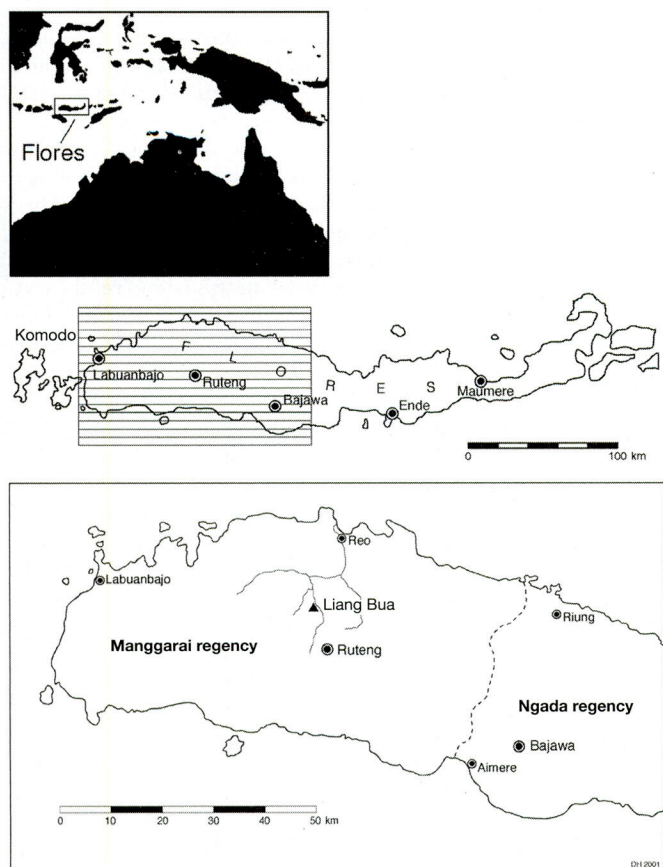 Flores
Komodo
F L O R E S
Labuanbajo
Ruteng
Bajawa
Ende
Maumere
0 100 km
Reo
Labuanbajo
Liang Bua
Riung
Manggarai regency
Ruteng
Ngada regency
Bajawa
Aimere
0 10 20 30 40 50 km
DH 2001